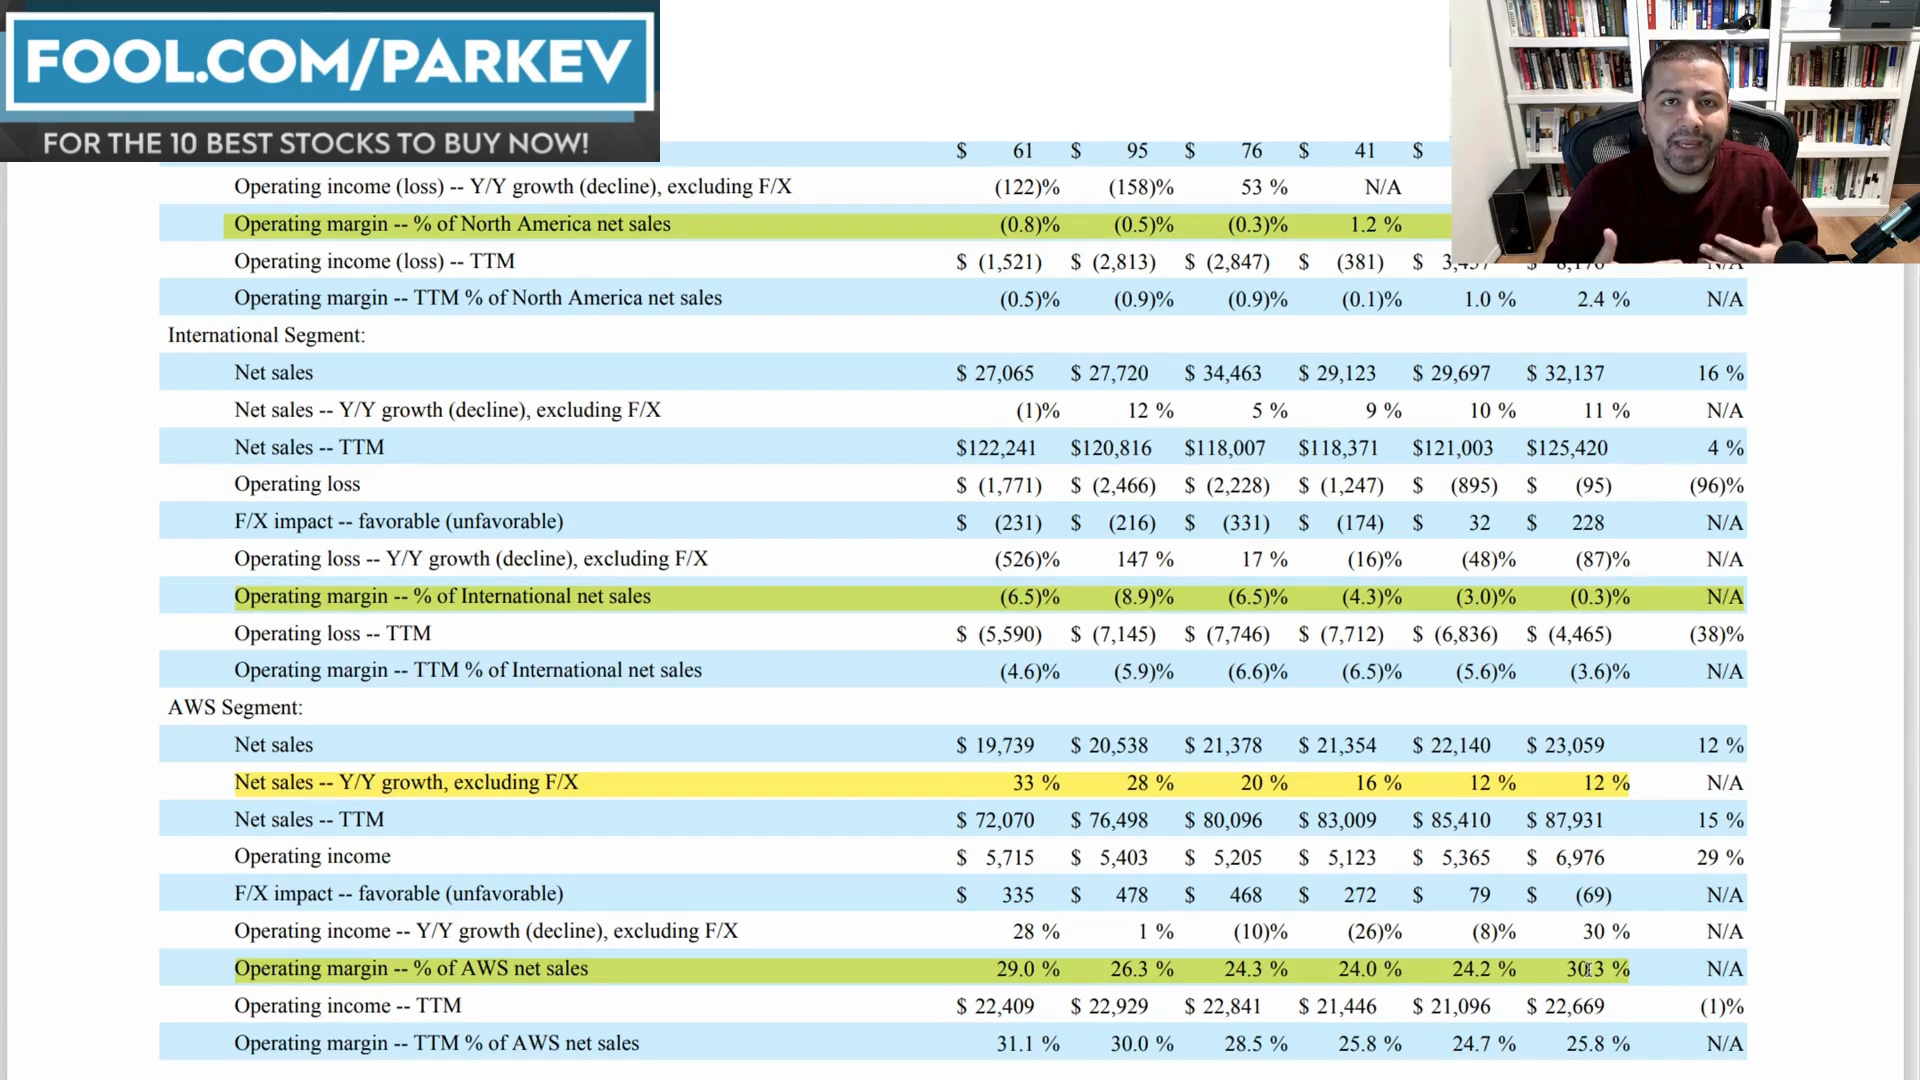 FOOL.COM/PARKEV
FOR THE 10 BEST STOCKS TO BUY NOW!
$ 61 $ 95 $ 76 $ 41 $
Operating income (loss) -- Y/Y growth (decline), excluding F/X (122)% (158)% 53 % N/A
Operating margin -- % of North America net sales (0.8)% (0.5)% (0.3)% 1.2 %
Operating income (loss) -- TTM $ (1,521) $ (2,813) $ (2,847) $ (381) $
Operating margin -- TTM % of North America net sales (0.5)% (0.9)% (0.9)% (0.1)% 1.0 % 2.4 % N/A
International Segment:
Net sales $ 27,065 $ 27,720 $ 34,463 $ 29,123 $ 29,697 $ 32,137 16 %
Net sales -- Y/Y growth (decline), excluding F/X (1)% 12 % 5 % 9 % 10 % 11 % N/A
Net sales -- TTM $122,241 $120,816 $118,007 $118,371 $121,003 $125,420 4 %
Operating loss $ (1,771) $ (2,466) $ (2,228) $ (1,247) $ (895) $ (95) (96)%
F/X impact -- favorable (unfavorable) $ (231) $ (216) $ (331) $ (174) $ 32 $ 228 N/A
Operating loss -- Y/Y growth (decline), excluding F/X (526)% 147 % 17 % (16)% (48)% (87)% N/A
Operating margin -- % of International net sales (6.5)% (8.9)% (6.5)% (4.3)% (3.0)% (0.3)% N/A
Operating loss -- TTM $ (5,590) $ (7,145) $ (7,746) $ (7,712) $ (6,836) $ (4,465) (38)%
Operating margin -- TTM % of International net sales (4.6)% (5.9)% (6.6)% (6.5)% (5.6)% (3.6)% N/A
AWS Segment:
Net sales $ 19,739 $ 20,538 $ 21,378 $ 21,354 $ 22,140 $ 23,059 12 %
Net sales -- Y/Y growth, excluding F/X 33 % 28 % 20 % 16 % 12 % 12 % N/A
Net sales -- TTM $ 72,070 $ 76,498 $ 80,096 $ 83,009 $ 85,410 $ 87,931 15 %
Operating income $ 5,715 $ 5,403 $ 5,205 $ 5,123 $ 5,365 $ 6,976 29 %
F/X impact -- favorable (unfavorable) $ 335 $ 478 $ 468 $ 272 $ 79 $ (69) N/A
Operating income -- Y/Y growth (decline), excluding F/X 28 % 1 % (10)% (26)% (8)% 30 % N/A
Operating margin -- % of AWS net sales 29.0 % 26.3 % 24.3 % 24.0 % 24.2 % 30.3 % N/A
Operating income -- TTM $ 22,409 $ 22,929 $ 22,841 $ 21,446 $ 21,096 $ 22,669 (1)%
Operating margin -- TTM % of AWS net sales 31.1 % 30.0 % 28.5 % 25.8 % 24.7 % 25.8 % N/A